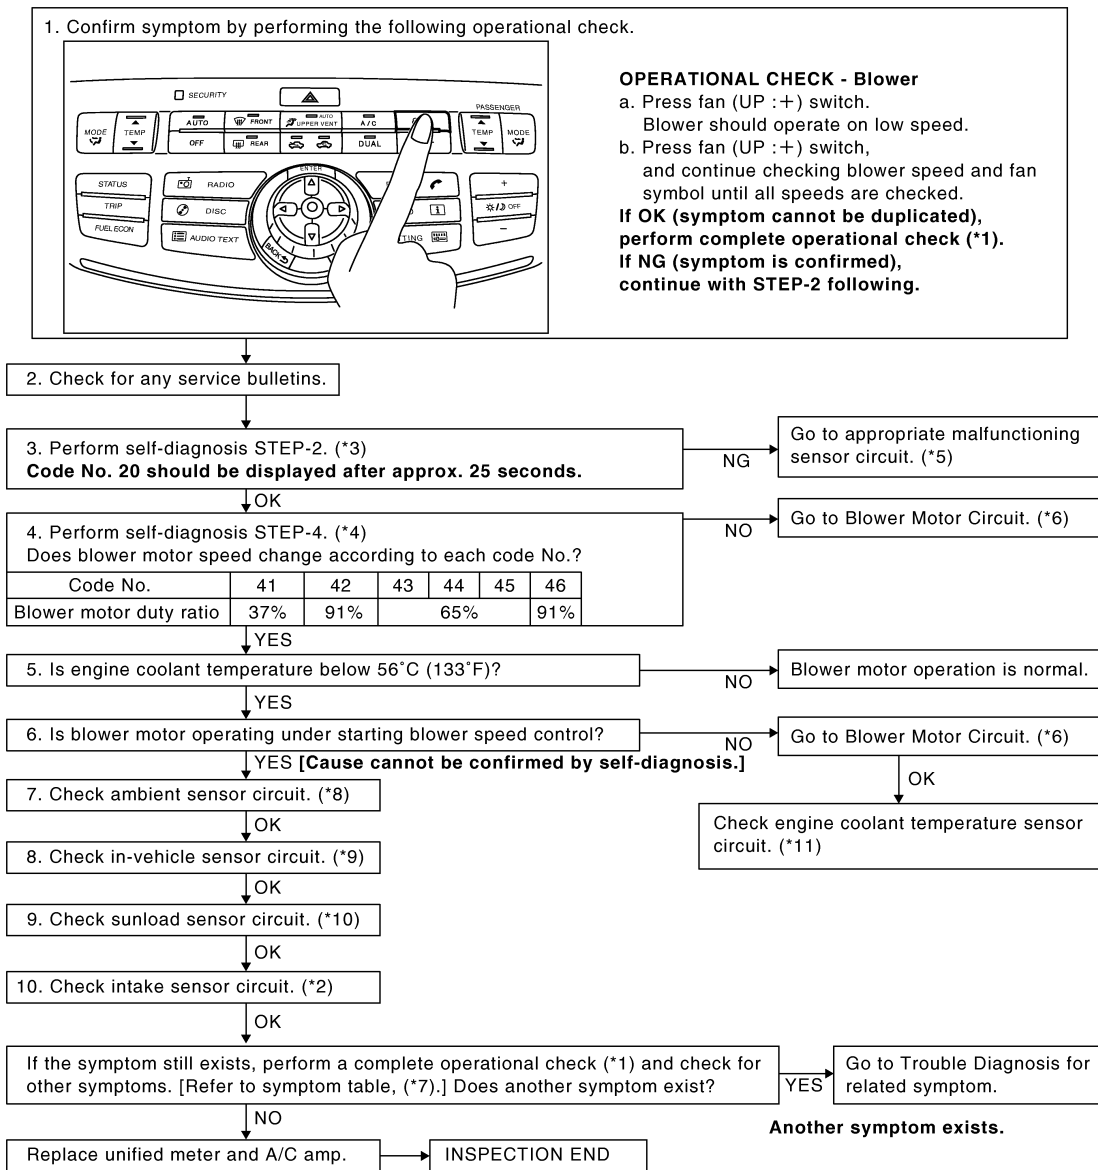 1. Confirm symptom by performing the following operational check.
SECURITY
PASSENGER
MODE
TEMP
AUTO
FRONT
AUTO
UPPER VENT
A/C
TEMP
MODE
OFF
REAR
DUAL
ENTER
STATUS
TRIP
FUEL ECON
RADIO
DISC
AUDIO TEXT
BACK
TING
+
OFF
−
OPERATIONAL CHECK - Blower
a. Press fan (UP :+) switch.
Blower should operate on low speed.
b. Press fan (UP :+) switch,
and continue checking blower speed and fan
symbol until all speeds are checked.
If OK (symptom cannot be duplicated),
perform complete operational check (*1).
If NG (symptom is confirmed),
continue with STEP-2 following.
2. Check for any service bulletins.
3. Perform self-diagnosis STEP-2. (*3)
Code No. 20 should be displayed after approx. 25 seconds.
NG
Go to appropriate malfunctioning
sensor circuit. (*5)
OK
4. Perform self-diagnosis STEP-4. (*4)
Does blower motor speed change according to each code No.?
Code No. 41 42 43 44 45 46
Blower motor duty ratio 37% 91% 65% 91%
NO
Go to Blower Motor Circuit. (*6)
YES
5. Is engine coolant temperature below 56˚C (133˚F)?
NO
Blower motor operation is normal.
YES
6. Is blower motor operating under starting blower speed control?
NO
Go to Blower Motor Circuit. (*6)
YES [Cause cannot be confirmed by self-diagnosis.]
OK
Check engine coolant temperature sensor
circuit. (*11)
7. Check ambient sensor circuit. (*8)
OK
8. Check in-vehicle sensor circuit. (*9)
OK
9. Check sunload sensor circuit. (*10)
OK
10. Check intake sensor circuit. (*2)
OK
If the symptom still exists, perform a complete operational check (*1) and check for
other symptoms. [Refer to symptom table, (*7).] Does another symptom exist?
YES
Go to Trouble Diagnosis for
related symptom.
Another symptom exists.
NO
Replace unified meter and A/C amp.
INSPECTION END